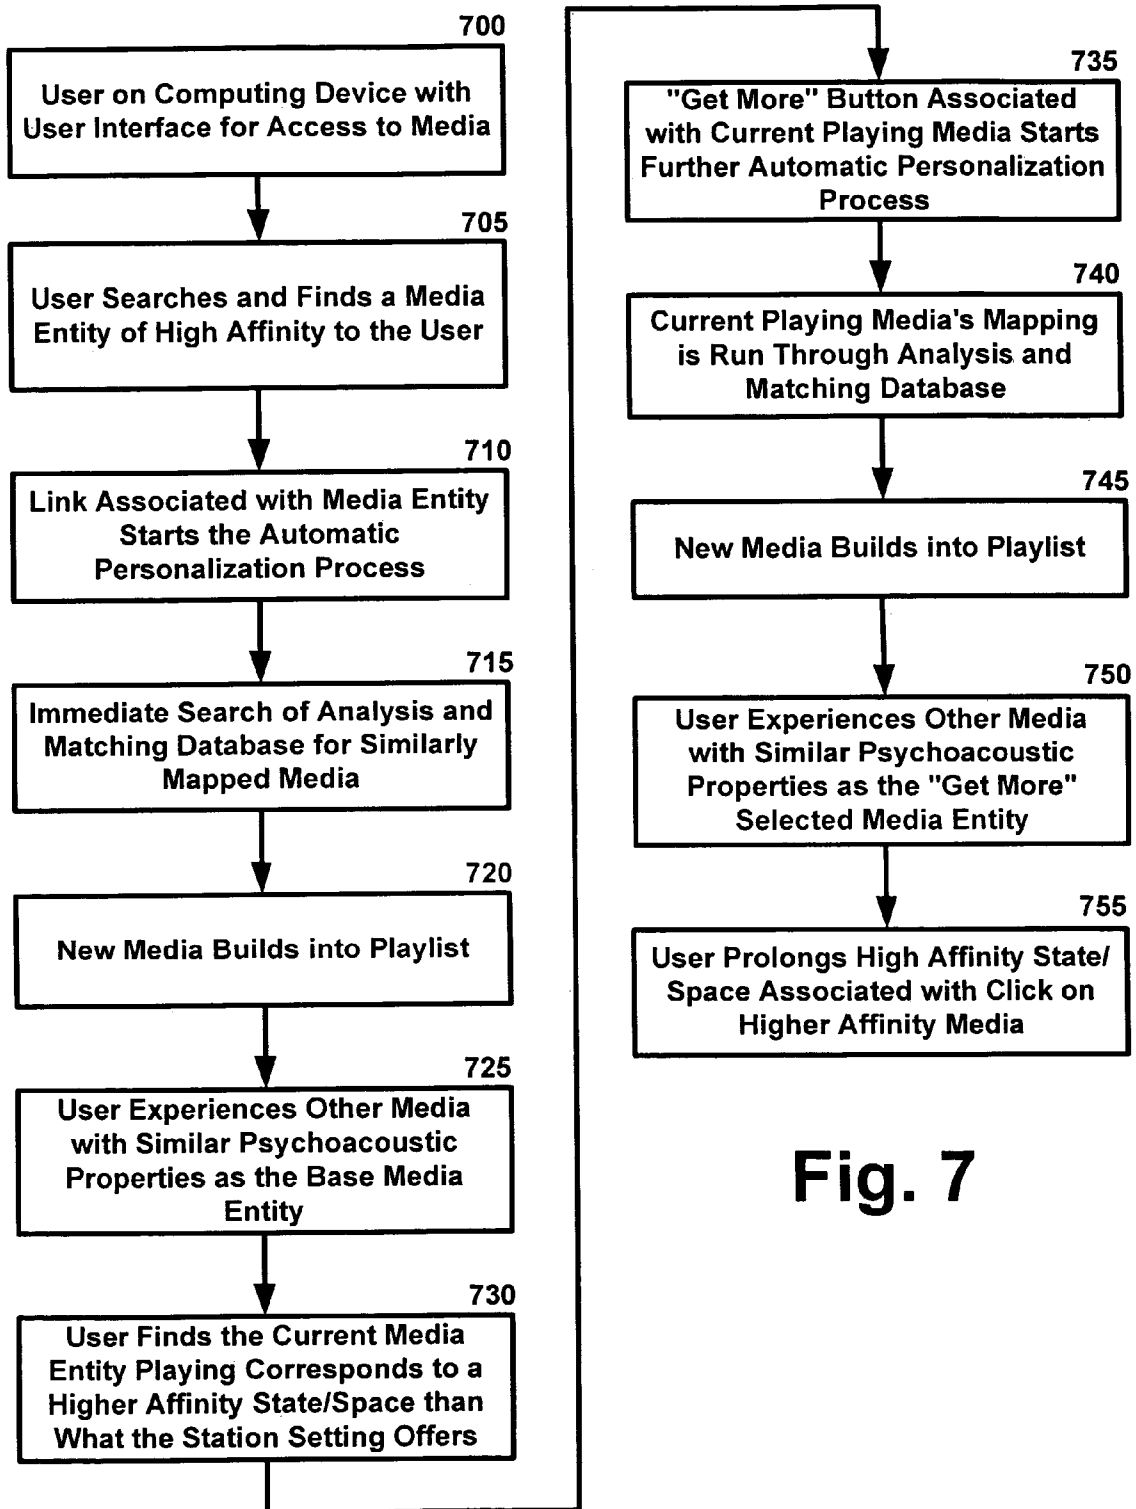 700
User on Computing Device with
User Interface for Access to Media
705
User Searches and Finds a Media
Entity of High Affinity to the User
710
Link Associated with Media Entity
Starts the Automatic
Personalization Process
715
Immediate Search of Analysis and
Matching Database for Similarly
Mapped Media
720
New Media Builds into Playlist
725
User Experiences Other Media
with Similar Psychoacoustic
Properties as the Base Media
Entity
730
User Finds the Current Media
Entity Playing Corresponds to a
Higher Affinity State/Space than
What the Station Setting Offers
735
"Get More" Button Associated
with Current Playing Media Starts
Further Automatic Personalization
Process
740
Current Playing Media's Mapping
is Run Through Analysis and
Matching Database
745
New Media Builds into Playlist
750
User Experiences Other Media
with Similar Psychoacoustic
Properties as the "Get More"
Selected Media Entity
755
User Prolongs High Affinity State/
Space Associated with Click on
Higher Affinity Media
Fig. 7